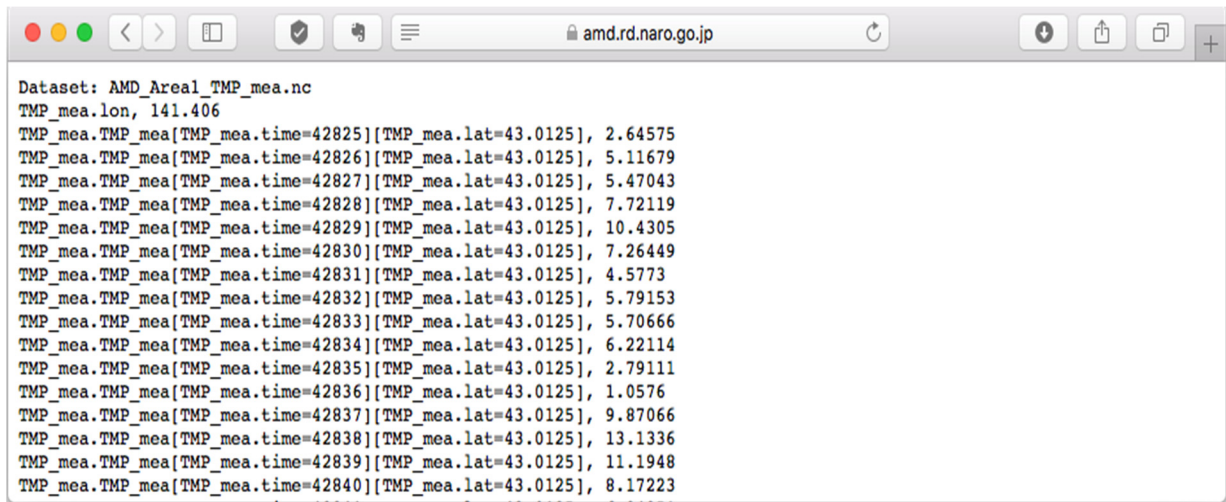 amd.rd.naro.go.jp
Dataset: AMD_Areal_TMP_mea.nc
TMP_mea.lon, 141.406
TMP_mea.TMP_mea[TMP_mea.time=42825][TMP_mea.lat=43.0125], 2.64575
TMP_mea.TMP_mea[TMP_mea.time=42826][TMP_mea.lat=43.0125], 5.11679
TMP_mea.TMP_mea[TMP_mea.time=42827][TMP_mea.lat=43.0125], 5.47043
TMP_mea.TMP_mea[TMP_mea.time=42828][TMP_mea.lat=43.0125], 7.72119
TMP_mea.TMP_mea[TMP_mea.time=42829][TMP_mea.lat=43.0125], 10.4305
TMP_mea.TMP_mea[TMP_mea.time=42830][TMP_mea.lat=43.0125], 7.26449
TMP_mea.TMP_mea[TMP_mea.time=42831][TMP_mea.lat=43.0125], 4.5773
TMP_mea.TMP_mea[TMP_mea.time=42832][TMP_mea.lat=43.0125], 5.79153
TMP_mea.TMP_mea[TMP_mea.time=42833][TMP_mea.lat=43.0125], 5.70666
TMP_mea.TMP_mea[TMP_mea.time=42834][TMP_mea.lat=43.0125], 6.22114
TMP_mea.TMP_mea[TMP_mea.time=42835][TMP_mea.lat=43.0125], 2.79111
TMP_mea.TMP_mea[TMP_mea.time=42836][TMP_mea.lat=43.0125], 1.0576
TMP_mea.TMP_mea[TMP_mea.time=42837][TMP_mea.lat=43.0125], 9.87066
TMP_mea.TMP_mea[TMP_mea.time=42838][TMP_mea.lat=43.0125], 13.1336
TMP_mea.TMP_mea[TMP_mea.time=42839][TMP_mea.lat=43.0125], 11.1948
TMP_mea.TMP_mea[TMP_mea.time=42840][TMP_mea.lat=43.0125], 8.17223